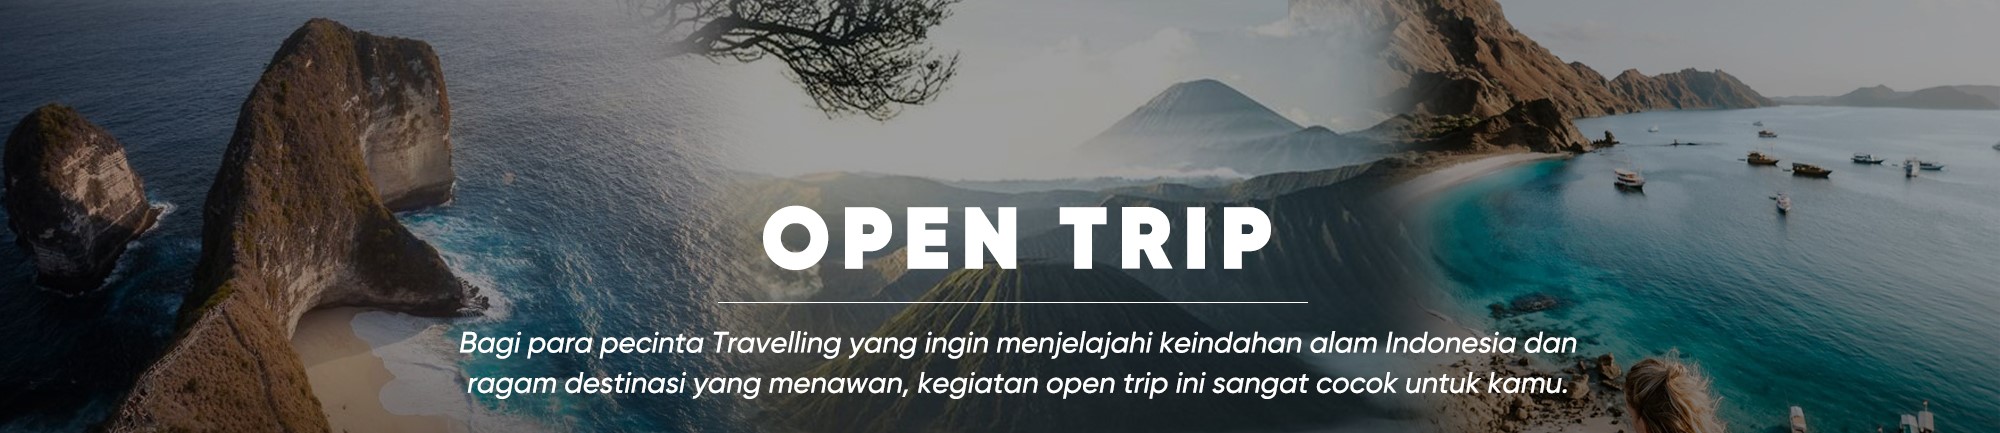 OPEN TRIP
Bagi para pecinta Travelling yang ingin menjelajahi keindahan alam Indonesia dan
ragam destinasi yang menawan, kegiatan open trip ini sangat cocok untuk kamu.